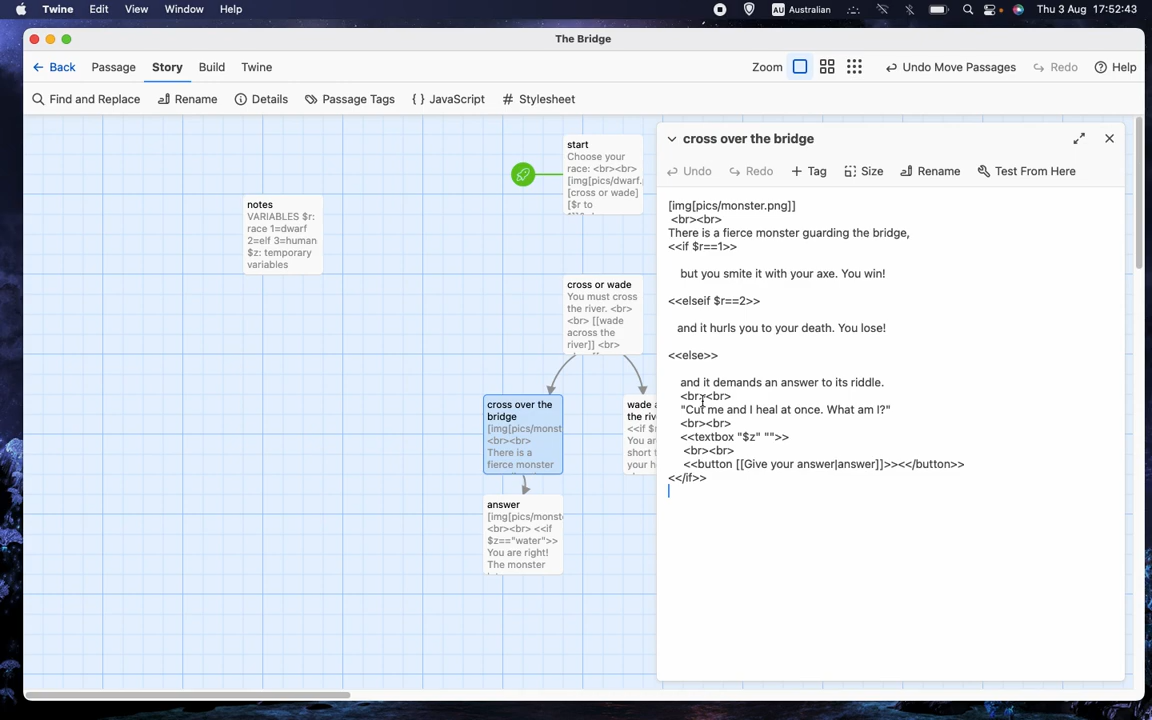 Twine Edit View Window Help AU Australian Thu 3 Aug 17:52:43
The Bridge
Back Passage Story Build Twine Zoom Undo Move Passages Redo Help
Find and Replace Rename Details Passage Tags { } JavaScript # Stylesheet
start
Choose your
race: <br><br>
[img[pics/dwarf.
[cross or wade]
[$r to
notes
VARIABLES $r:
race 1=dwarf
2=elf 3=human
$z: temporary
variables
cross or wade
You must cross
the river. <br>
<br> [[wade
across the
river]] <br>
cross over the
bridge
[img[pics/monst
<br><br>
There is a
fierce monster
wade a
the rive
<<if $r
You ar
short t
your h
answer
[img[pics/monste
<br><br> <<if
$z=="water">>
You are right!
The monster
cross over the bridge
Undo Redo + Tag Size Rename Test From Here
[img[pics/monster.png]]
<br><br>
There is a fierce monster guarding the bridge,
<<if $r==1>>
but you smite it with your axe. You win!
<<elseif $r==2>>
and it hurls you to your death. You lose!
<<else>>
and it demands an answer to its riddle.
<br><br>
"Cut me and I heal at once. What am I?"
<br><br>
<<textbox "$z" "">>
<br><br>
<<button [[Give your answer|answer]]>><</button>>
<</if>>